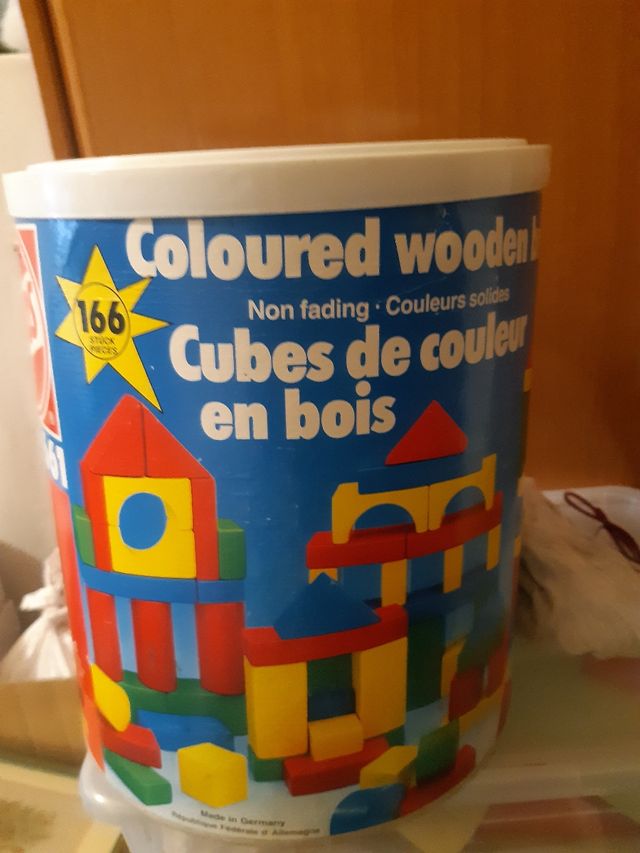 Coloured wooden
Non fading · Couleurs solides
166
STÜCK
PIECES
Cubes de couleur
en bois
61
Made in Germany
République Fédérale d'Allemagne